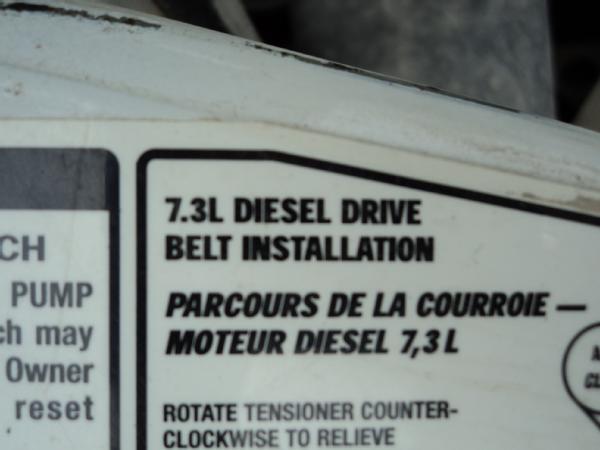 CH
PUMP
ch may
Owner
reset
7.3L DIESEL DRIVE
BELT INSTALLATION
PARCOURS DE LA COURROIE —
MOTEUR DIESEL 7,3 L
ROTATE TENSIONER COUNTER-
CLOCKWISE TO RELIEVE